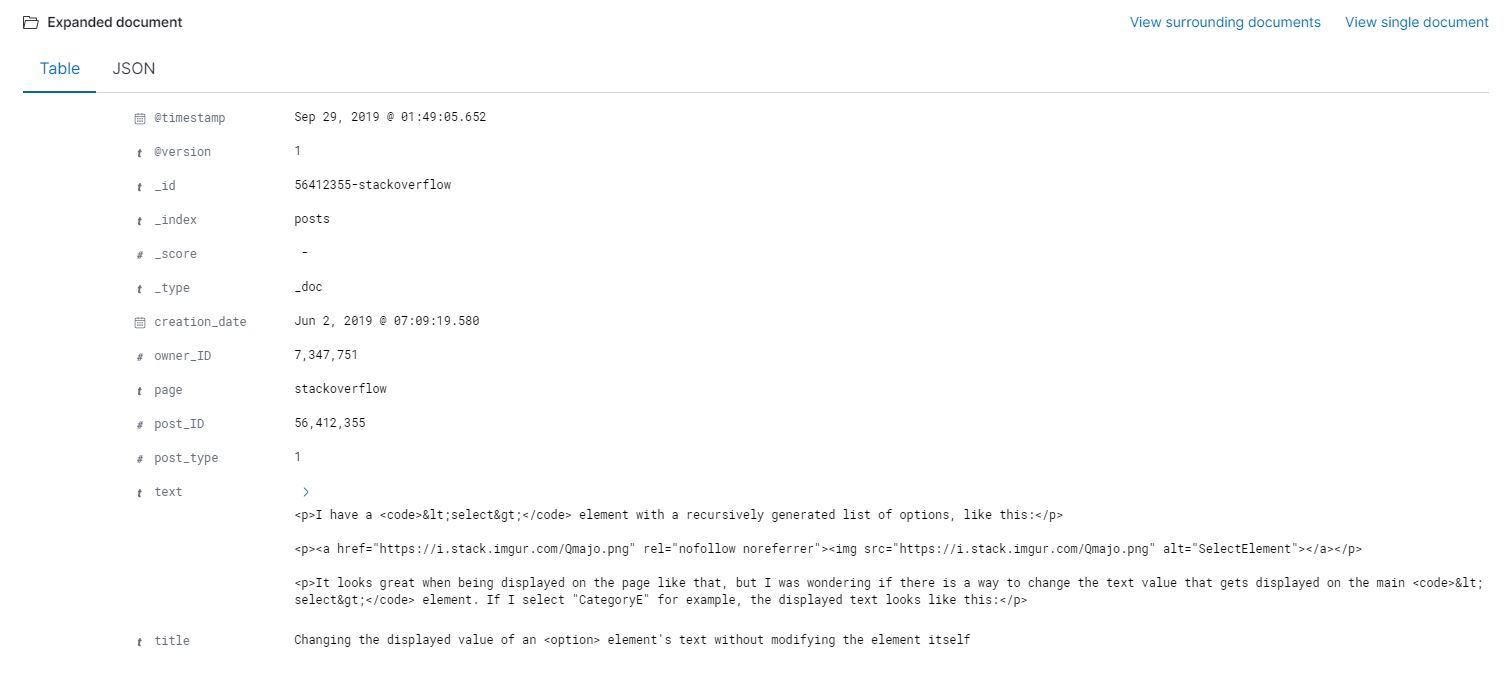 Expanded document
View surrounding documents View single document
Table JSON
@timestamp Sep 29, 2019 @ 01:49:05.652
t @version 1
t _id 56412355-stackoverflow
t _index posts
# _score -
t _type _doc
creation_date Jun 2, 2019 @ 07:09:19.580
# owner_ID 7,347,751
t page stackoverflow
# post_ID 56,412,355
# post_type 1
t text
<p>I have a <code>&lt;select&gt;</code> element with a recursively generated list of options, like this:</p>
<p><a href="https://i.stack.imgur.com/Qmajo.png" rel="nofollow noreferrer"><img src="https://i.stack.imgur.com/Qmajo.png" alt="SelectElement"></a></p>
<p>It looks great when being displayed on the page like that, but I was wondering if there is a way to change the text value that gets displayed on the main <code>&lt;
select&gt;</code> element. If I select "CategoryE" for example, the displayed text looks like this:</p>
t title Changing the displayed value of an <option> element's text without modifying the element itself